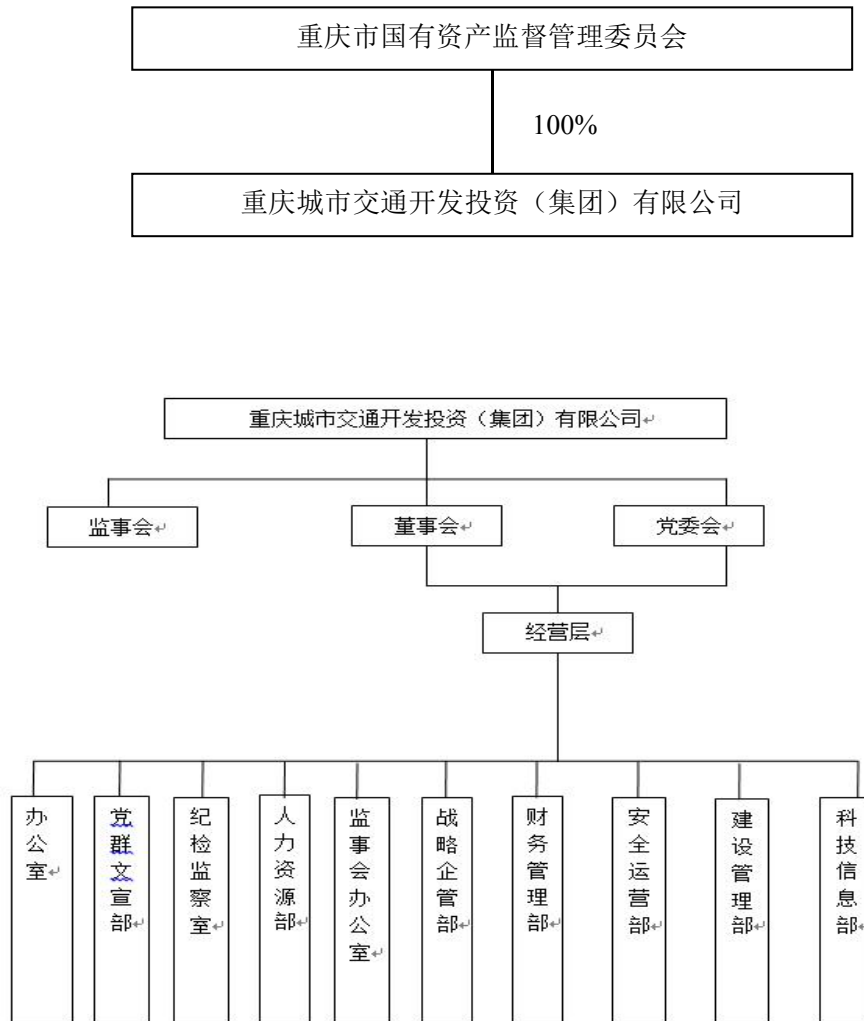 重庆市国有资产监督管理委员会
100%
重庆城市交通开发投资（集团）有限公司
重庆城市交通开发投资（集团）有限公司
监事会
董事会
党委会
经营层
办公室
党群文宣部
纪检监察室
人力资源部
监事会办公室
战略企管部
财务管理部
安全运营部
建设管理部
科技信息部